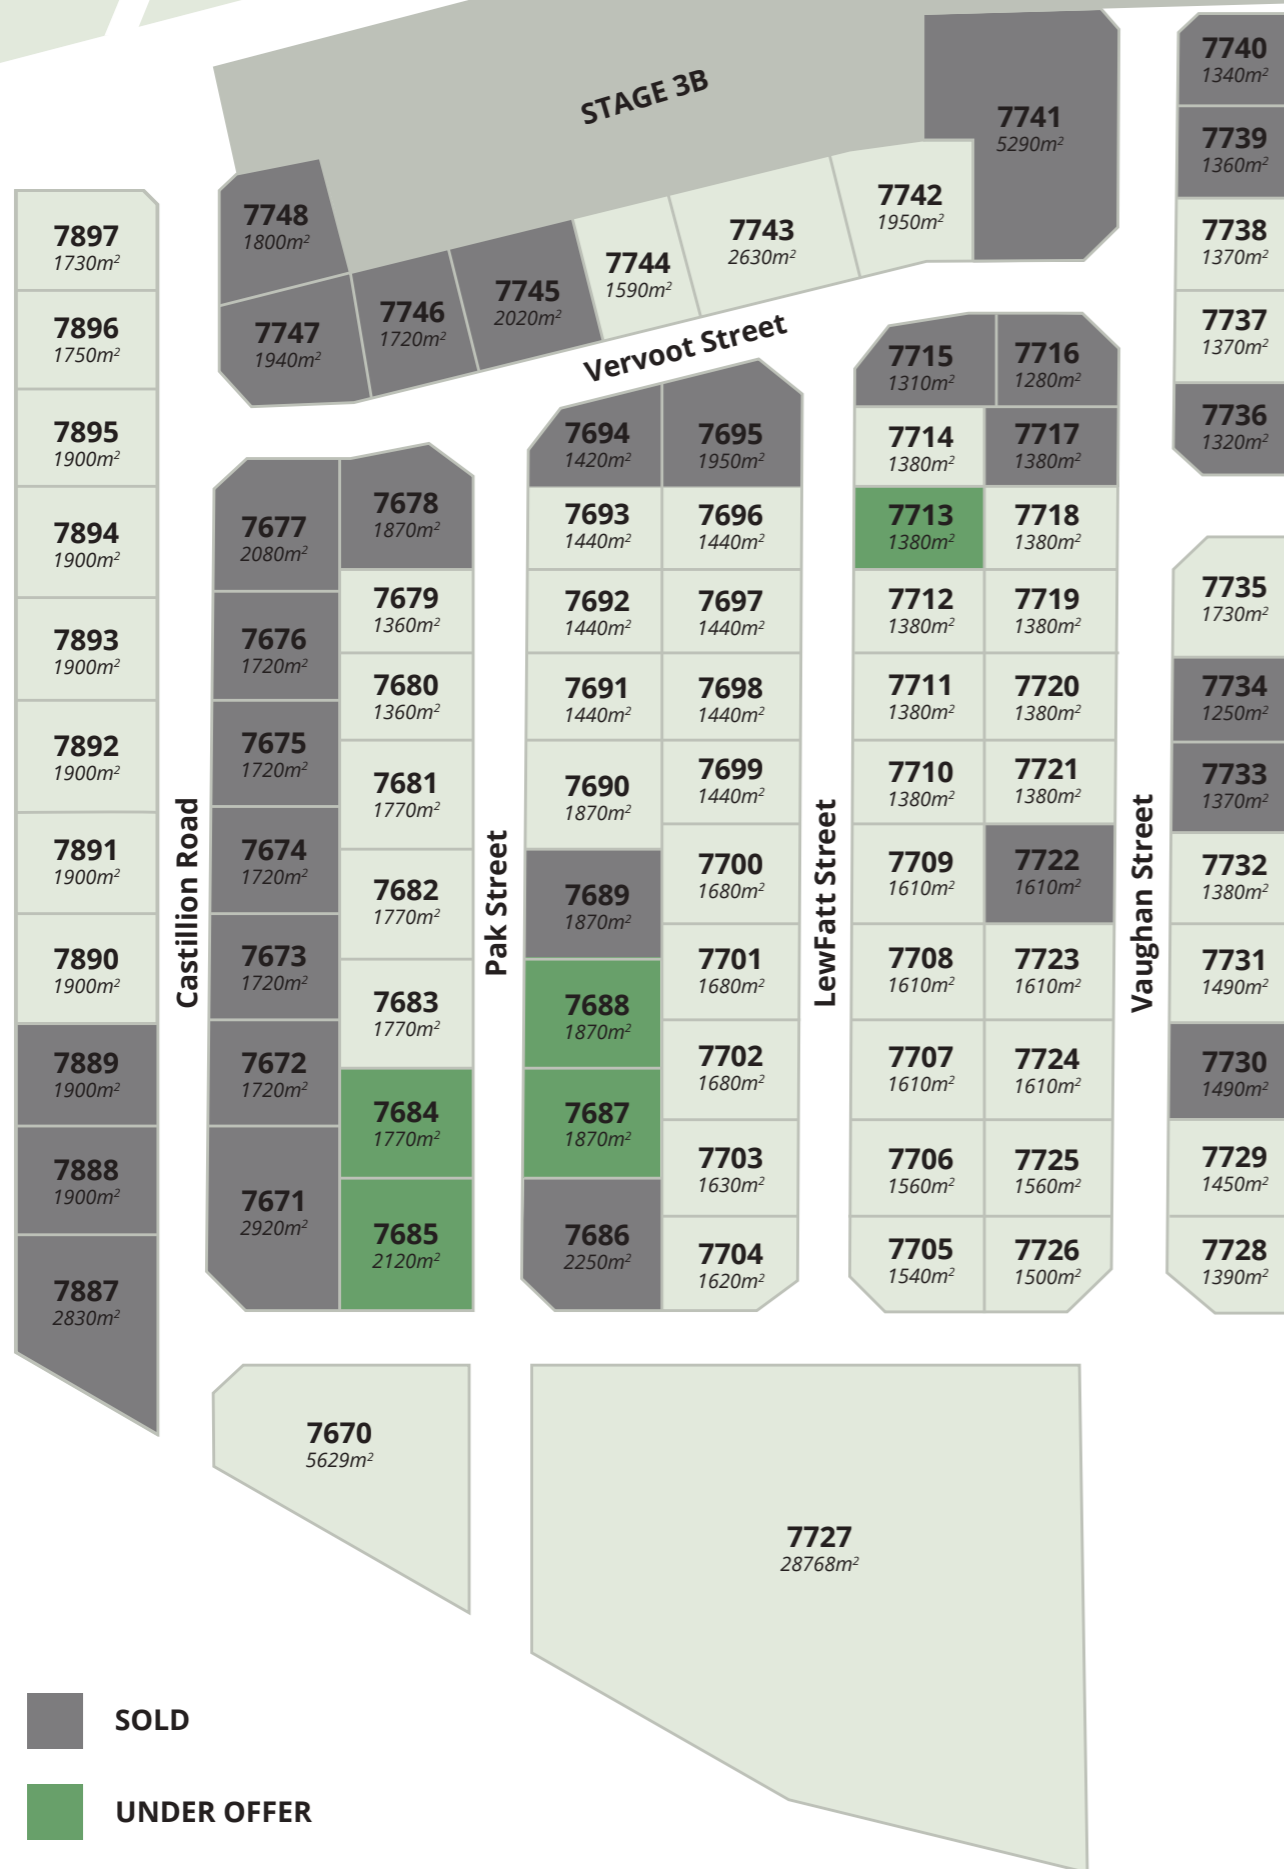 STAGE 3B
7741
5290m²
7740
1340m²
7739
1360m²
7738
1370m²
7737
1370m²
7736
1320m²
7742
1950m²
7743
2630m²
7744
1590m²
7745
2020m²
7746
1720m²
7747
1940m²
7748
1800m²
Vervoot Street
7897
1730m²
7896
1750m²
7895
1900m²
7894
1900m²
7893
1900m²
7892
1900m²
7891
1900m²
7890
1900m²
7889
1900m²
7888
1900m²
7887
2830m²
Castillion Road
7677
2080m²
7676
1720m²
7675
1720m²
7674
1720m²
7673
1720m²
7672
1720m²
7671
2920m²
7678
1870m²
7679
1360m²
7680
1360m²
7681
1770m²
7682
1770m²
7683
1770m²
7684
1770m²
7685
2120m²
Pak Street
7694
1420m²
7693
1440m²
7692
1440m²
7691
1440m²
7690
1870m²
7689
1870m²
7688
1870m²
7687
1870m²
7686
2250m²
7695
1950m²
7696
1440m²
7697
1440m²
7698
1440m²
7699
1440m²
7700
1680m²
7701
1680m²
7702
1680m²
7703
1630m²
7704
1620m²
LewFatt Street
7715
1310m²
7714
1380m²
7713
1380m²
7712
1380m²
7711
1380m²
7710
1380m²
7709
1610m²
7708
1610m²
7707
1610m²
7706
1560m²
7705
1540m²
7716
1280m²
7717
1380m²
7718
1380m²
7719
1380m²
7720
1380m²
7721
1380m²
7722
1610m²
7723
1610m²
7724
1610m²
7725
1560m²
7726
1500m²
Vaughan Street
7735
1730m²
7734
1250m²
7733
1370m²
7732
1380m²
7731
1490m²
7730
1490m²
7729
1450m²
7728
1390m²
7670
5629m²
7727
28768m²
SOLD
UNDER OFFER